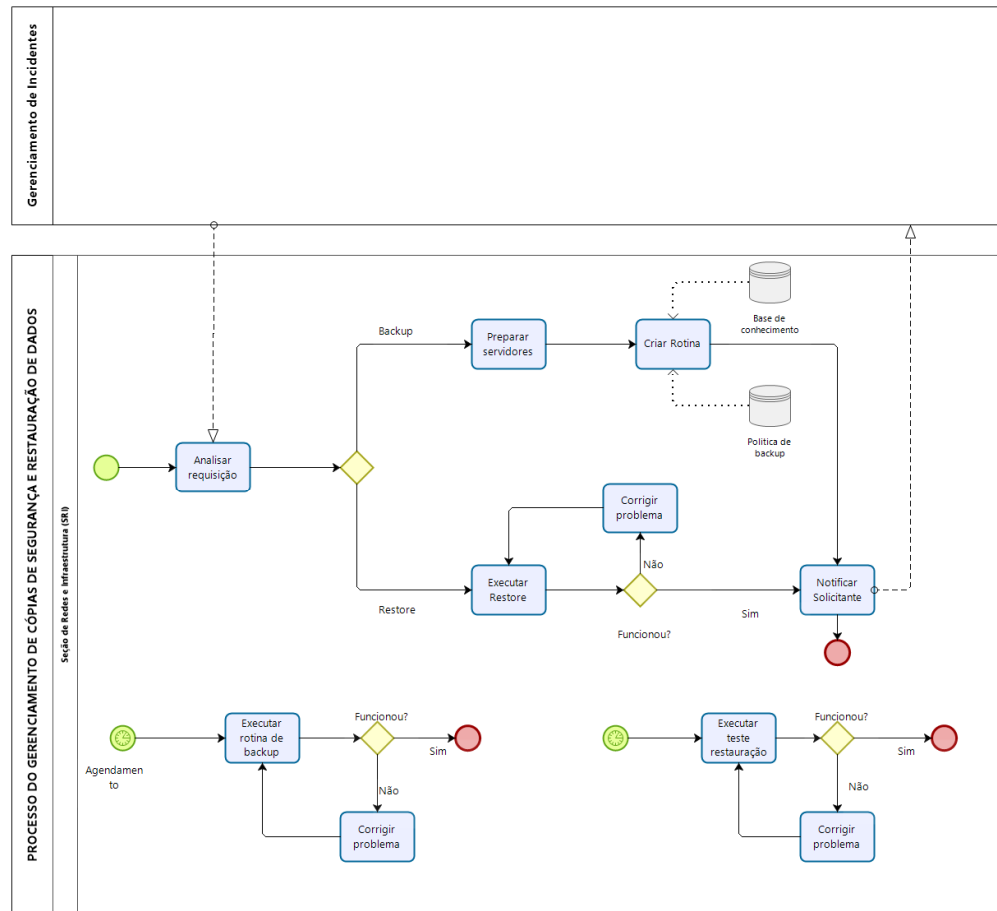 Gerenciamento de Incidentes
PROCESSO DO GERENCIAMENTO DE CÓPIAS DE SEGURANÇA E RESTAURAÇÃO DE DADOS
Seção de Redes e Infraestrutura (SRI)
Backup
Preparar
servidores
Criar Rotina
Base de
conhecimento
Política de
backup
Analisar
requisição
Corrigir
problema
Não
Restore
Executar
Restore
Funcionou?
Sim
Notificar
Solicitante
Agendamen
to
Executar
rotina de
backup
Funcionou?
Sim
Não
Corrigir
problema
Executar
teste
restauração
Funcionou?
Sim
Não
Corrigir
problema